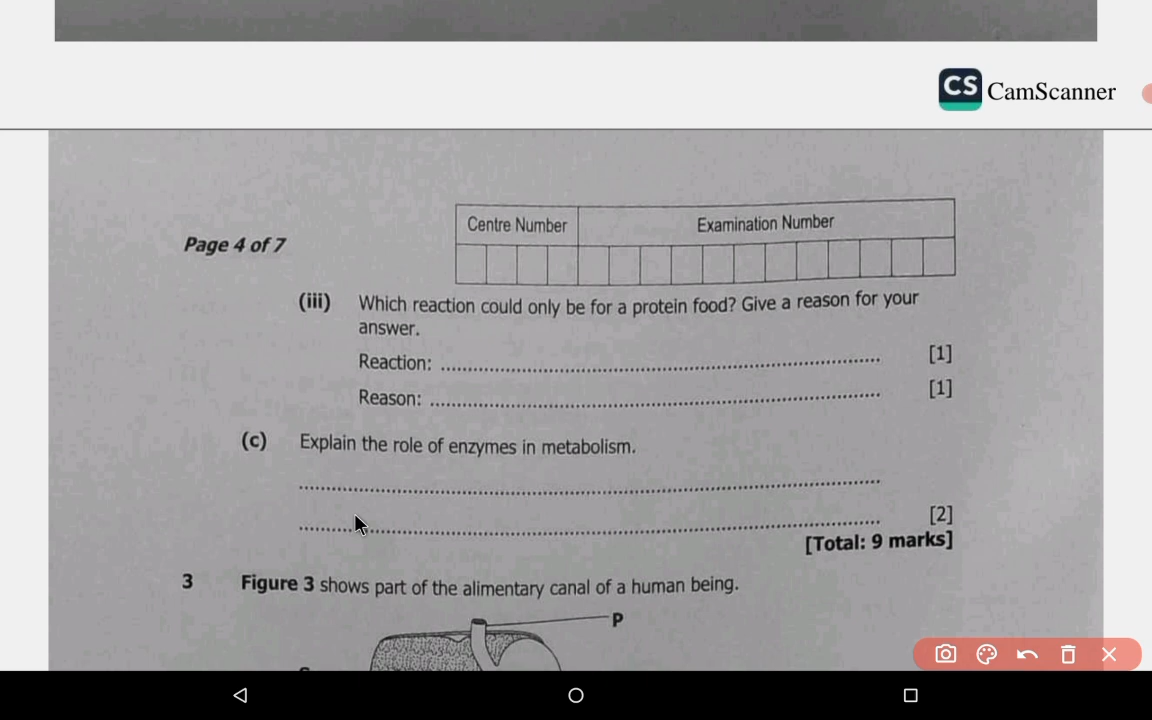 CS CamScanner
Centre Number Examination Number
Page 4 of 7
(iii) Which reaction could only be for a protein food? Give a reason for your
answer.
Reaction: ........................................ [1]
Reason: ........................................ [1]
(c) Explain the role of enzymes in metabolism.
........................................
........................................ [2]
[Total: 9 marks]
3 Figure 3 shows part of the alimentary canal of a human being.
P